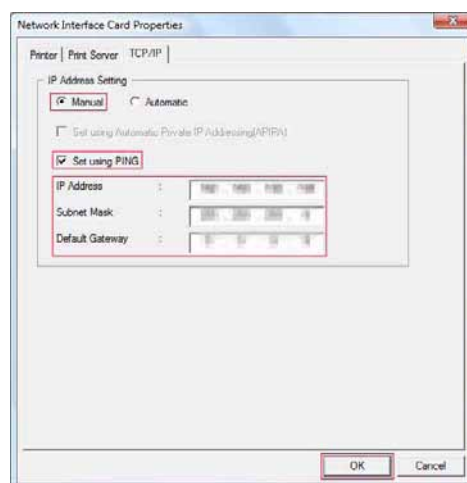 Network Interface Card Properties
Printer Print Server TCP/IP
IP Address Setting
Manual Automatic
Set using Automatic Private IP Addressing(APIPA)
Set using PING
IP Address :
Subnet Mask :
Default Gateway :
OK Cancel